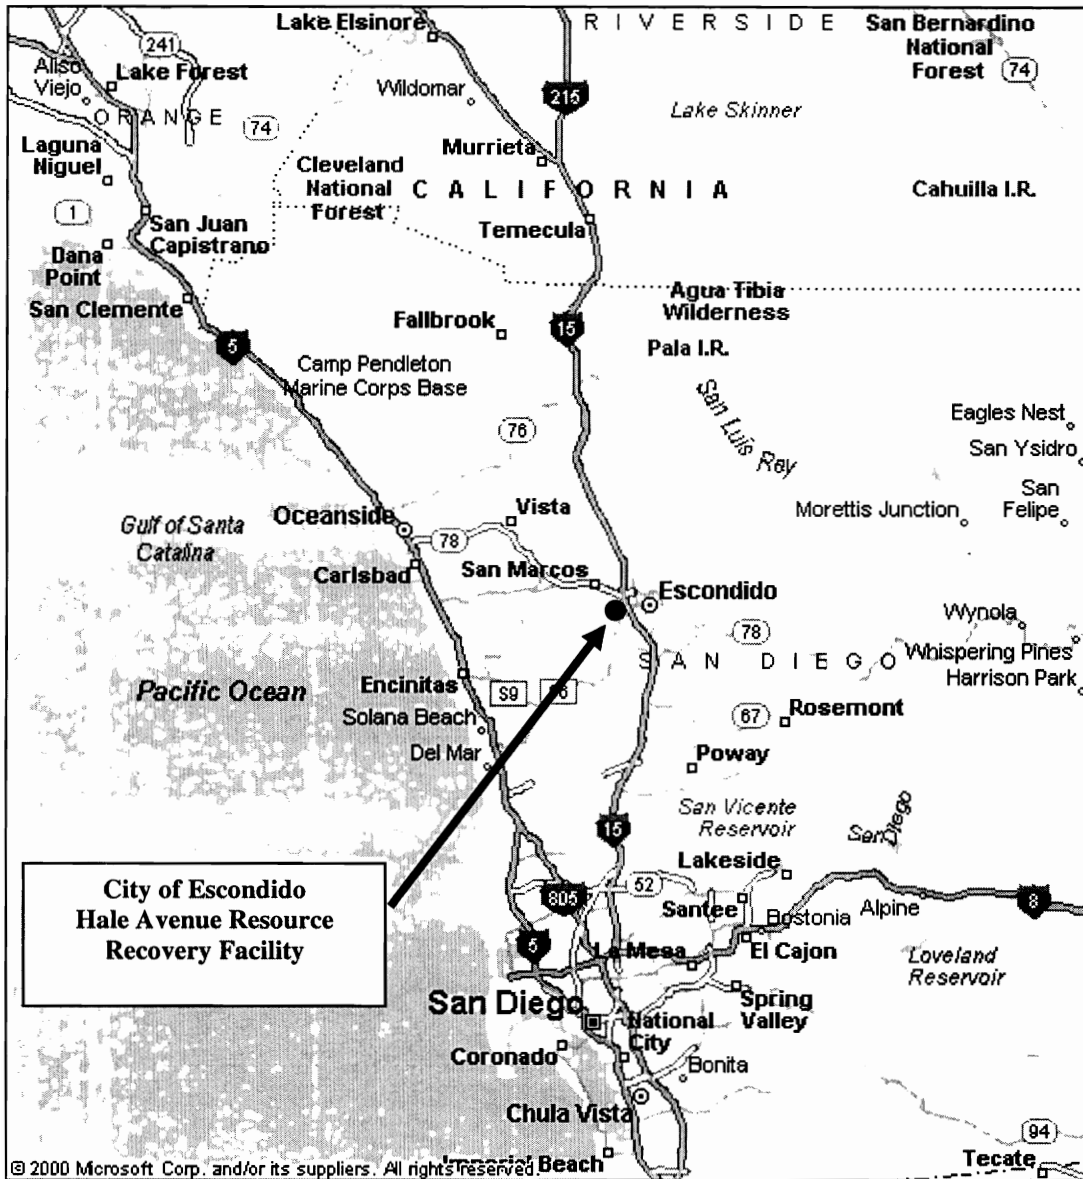 Lake Elsinore
RIVERSIDE
San Bernardino
National
Forest
74
241
Aliso
Viejo
Lake Forest
ORANGE
74
Wildomar
215
Lake Skinner
Laguna
Niguel
Murrieta
Cleveland
National
Forest
CALIFORNIA
Cahuilla I.R.
1
San Juan
Capistrano
Temecula
Dana
Point
San Clemente
Agua Tibia
Wilderness
Fallbrook
15
Pala I.R.
5
Camp Pendleton
Marine Corps Base
San Luis Rey
Eagles Nest
San Ysidro
76
Morettis Junction
San
Felipe
Gulf of Santa
Catalina
Oceanside
Vista
78
Carlsbad
San Marcos
Escondido
Wynola
78
SAN DIEGO
Whispering Pines
Harrison Park
Pacific Ocean
Encinitas
S9
Solana Beach
67
Rosemont
Del Mar
Poway
San Vicente
Reservoir
San Diego
15
Lakeside
City of Escondido
Hale Avenue Resource
Recovery Facility
805
52
Santee
Bostonia
Alpine
8
5
La Mesa
El Cajon
Loveland
Reservoir
San Diego
National
City
Spring
Valley
Coronado
Bonita
Chula Vista
94
Imperial Beach
Tecate
© 2000 Microsoft Corp. and/or its suppliers. All rights reserved.